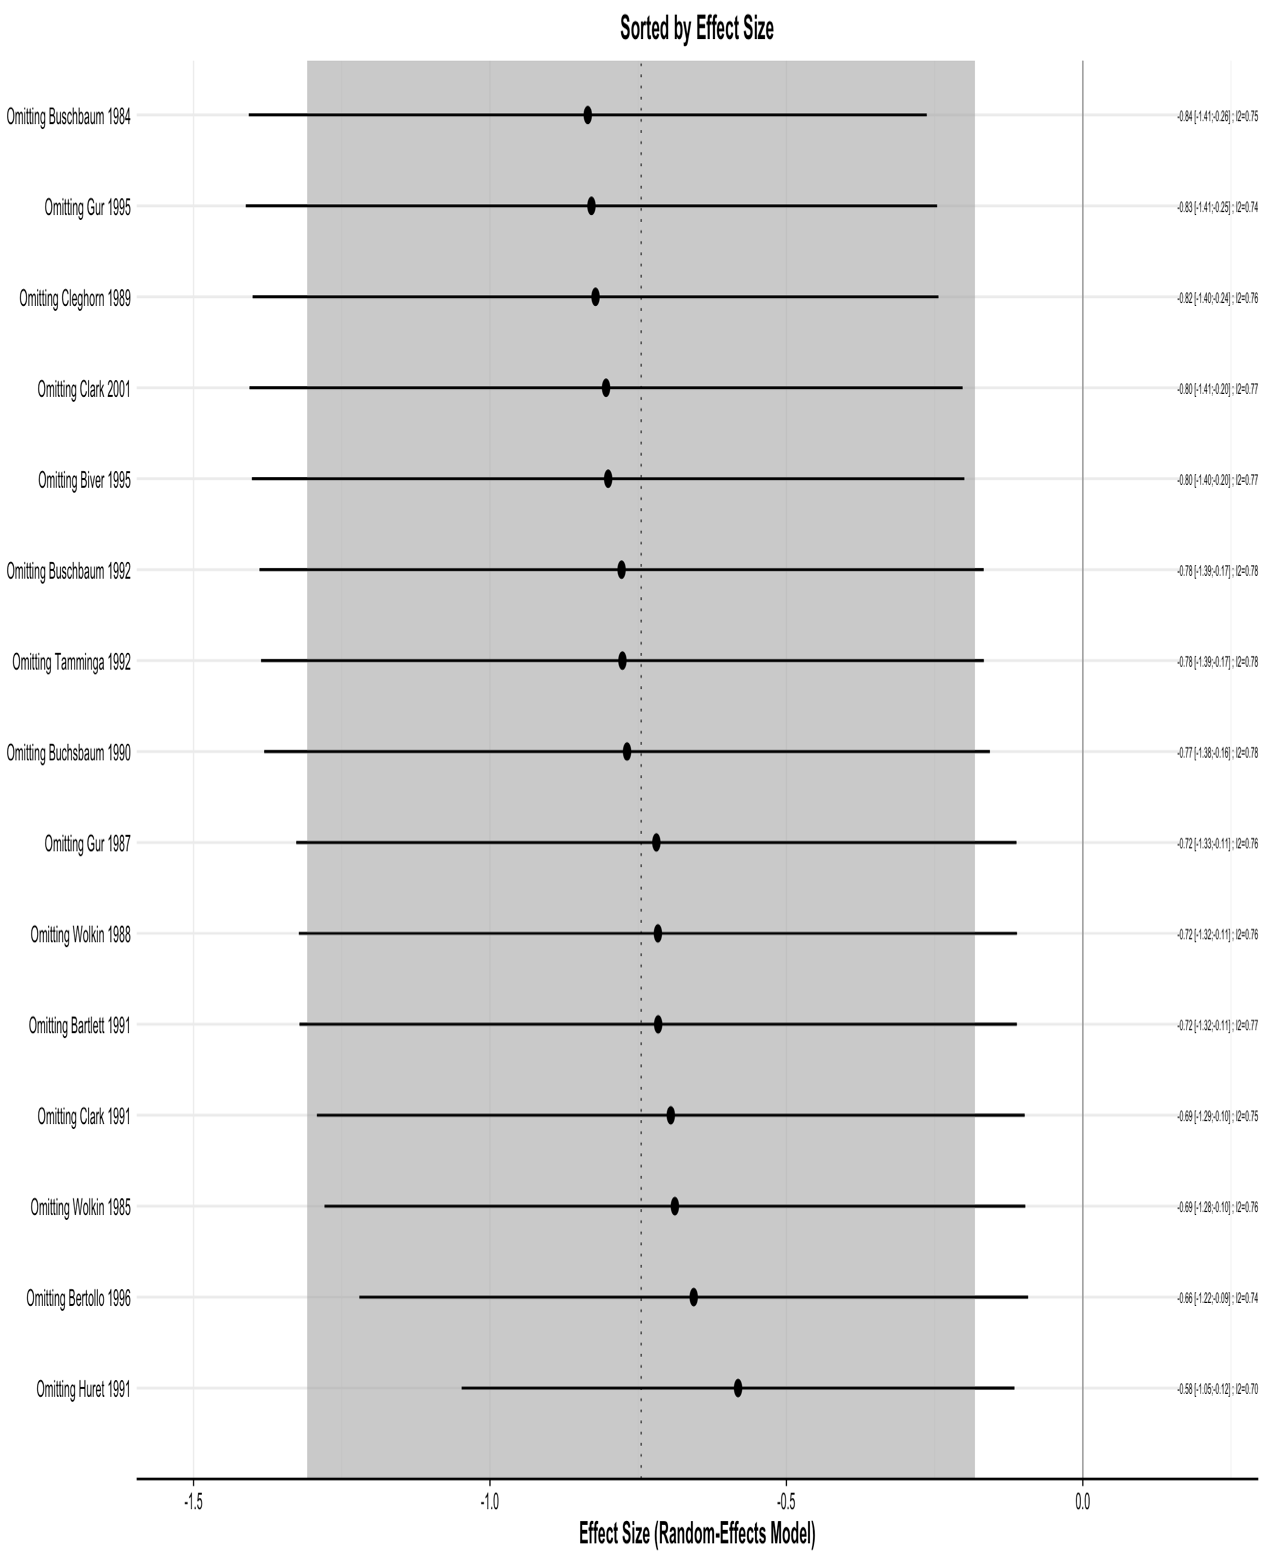 Sorted by Effect Size
Omitting Buschbaum 1984 -0.84 [-1.41;-0.26] ; I2=0.75
Omitting Gur 1995 -0.83 [-1.41;-0.25] ; I2=0.74
Omitting Cleghorn 1989 -0.82 [-1.40;-0.24] ; I2=0.76
Omitting Clark 2001 -0.80 [-1.41;-0.20] ; I2=0.77
Omitting Biver 1995 -0.80 [-1.40;-0.20] ; I2=0.77
Omitting Buschbaum 1992 -0.78 [-1.39;-0.17] ; I2=0.78
Omitting Tamminga 1992 -0.78 [-1.39;-0.17] ; I2=0.78
Omitting Buchsbaum 1990 -0.77 [-1.38;-0.16] ; I2=0.78
Omitting Gur 1987 -0.72 [-1.33;-0.11] ; I2=0.76
Omitting Wolkin 1988 -0.72 [-1.32;-0.11] ; I2=0.76
Omitting Bartlett 1991 -0.72 [-1.32;-0.11] ; I2=0.77
Omitting Clark 1991 -0.69 [-1.29;-0.10] ; I2=0.75
Omitting Wolkin 1985 -0.69 [-1.28;-0.10] ; I2=0.76
Omitting Bertollo 1996 -0.66 [-1.22;-0.09] ; I2=0.74
Omitting Huret 1991 -0.58 [-1.05;-0.12] ; I2=0.70
-1.5 -1.0 -0.5 0.0
Effect Size (Random-Effects Model)